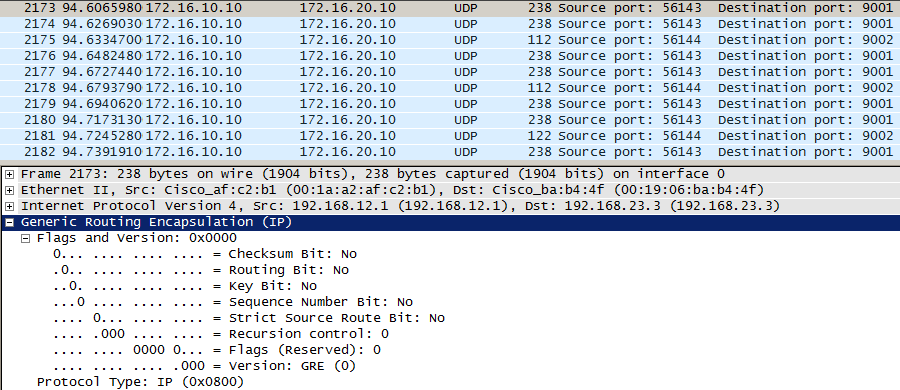 2173 94.6065980 172.16.10.10 172.16.20.10 UDP 238 Source port: 56143 Destination port: 9001
2174 94.6269030 172.16.10.10 172.16.20.10 UDP 238 Source port: 56143 Destination port: 9001
2175 94.6334700 172.16.10.10 172.16.20.10 UDP 112 Source port: 56144 Destination port: 9002
2176 94.6482480 172.16.10.10 172.16.20.10 UDP 238 Source port: 56143 Destination port: 9001
2177 94.6727440 172.16.10.10 172.16.20.10 UDP 238 Source port: 56143 Destination port: 9001
2178 94.6793790 172.16.10.10 172.16.20.10 UDP 112 Source port: 56144 Destination port: 9002
2179 94.6940620 172.16.10.10 172.16.20.10 UDP 238 Source port: 56143 Destination port: 9001
2180 94.7173130 172.16.10.10 172.16.20.10 UDP 238 Source port: 56143 Destination port: 9001
2181 94.7245280 172.16.10.10 172.16.20.10 UDP 122 Source port: 56144 Destination port: 9002
2182 94.7391910 172.16.10.10 172.16.20.10 UDP 238 Source port: 56143 Destination port: 9001
Frame 2173: 238 bytes on wire (1904 bits), 238 bytes captured (1904 bits) on interface 0
Ethernet II, Src: Cisco_af:c2:b1 (00:1a:a2:af:c2:b1), Dst: Cisco_ba:b4:4f (00:19:06:ba:b4:4f)
Internet Protocol Version 4, Src: 192.168.12.1 (192.168.12.1), Dst: 192.168.23.3 (192.168.23.3)
Generic Routing Encapsulation (IP)
Flags and Version: 0x0000
0... .... .... .... = Checksum Bit: No
.0.. .... .... .... = Routing Bit: No
..0. .... .... .... = Key Bit: No
...0 .... .... .... = Sequence Number Bit: No
.... 0... .... .... = Strict Source Route Bit: No
.... .000 .... .... = Recursion control: 0
.... .... 0000 0... = Flags (Reserved): 0
.... .... .... .000 = Version: GRE (0)
Protocol Type: IP (0x0800)